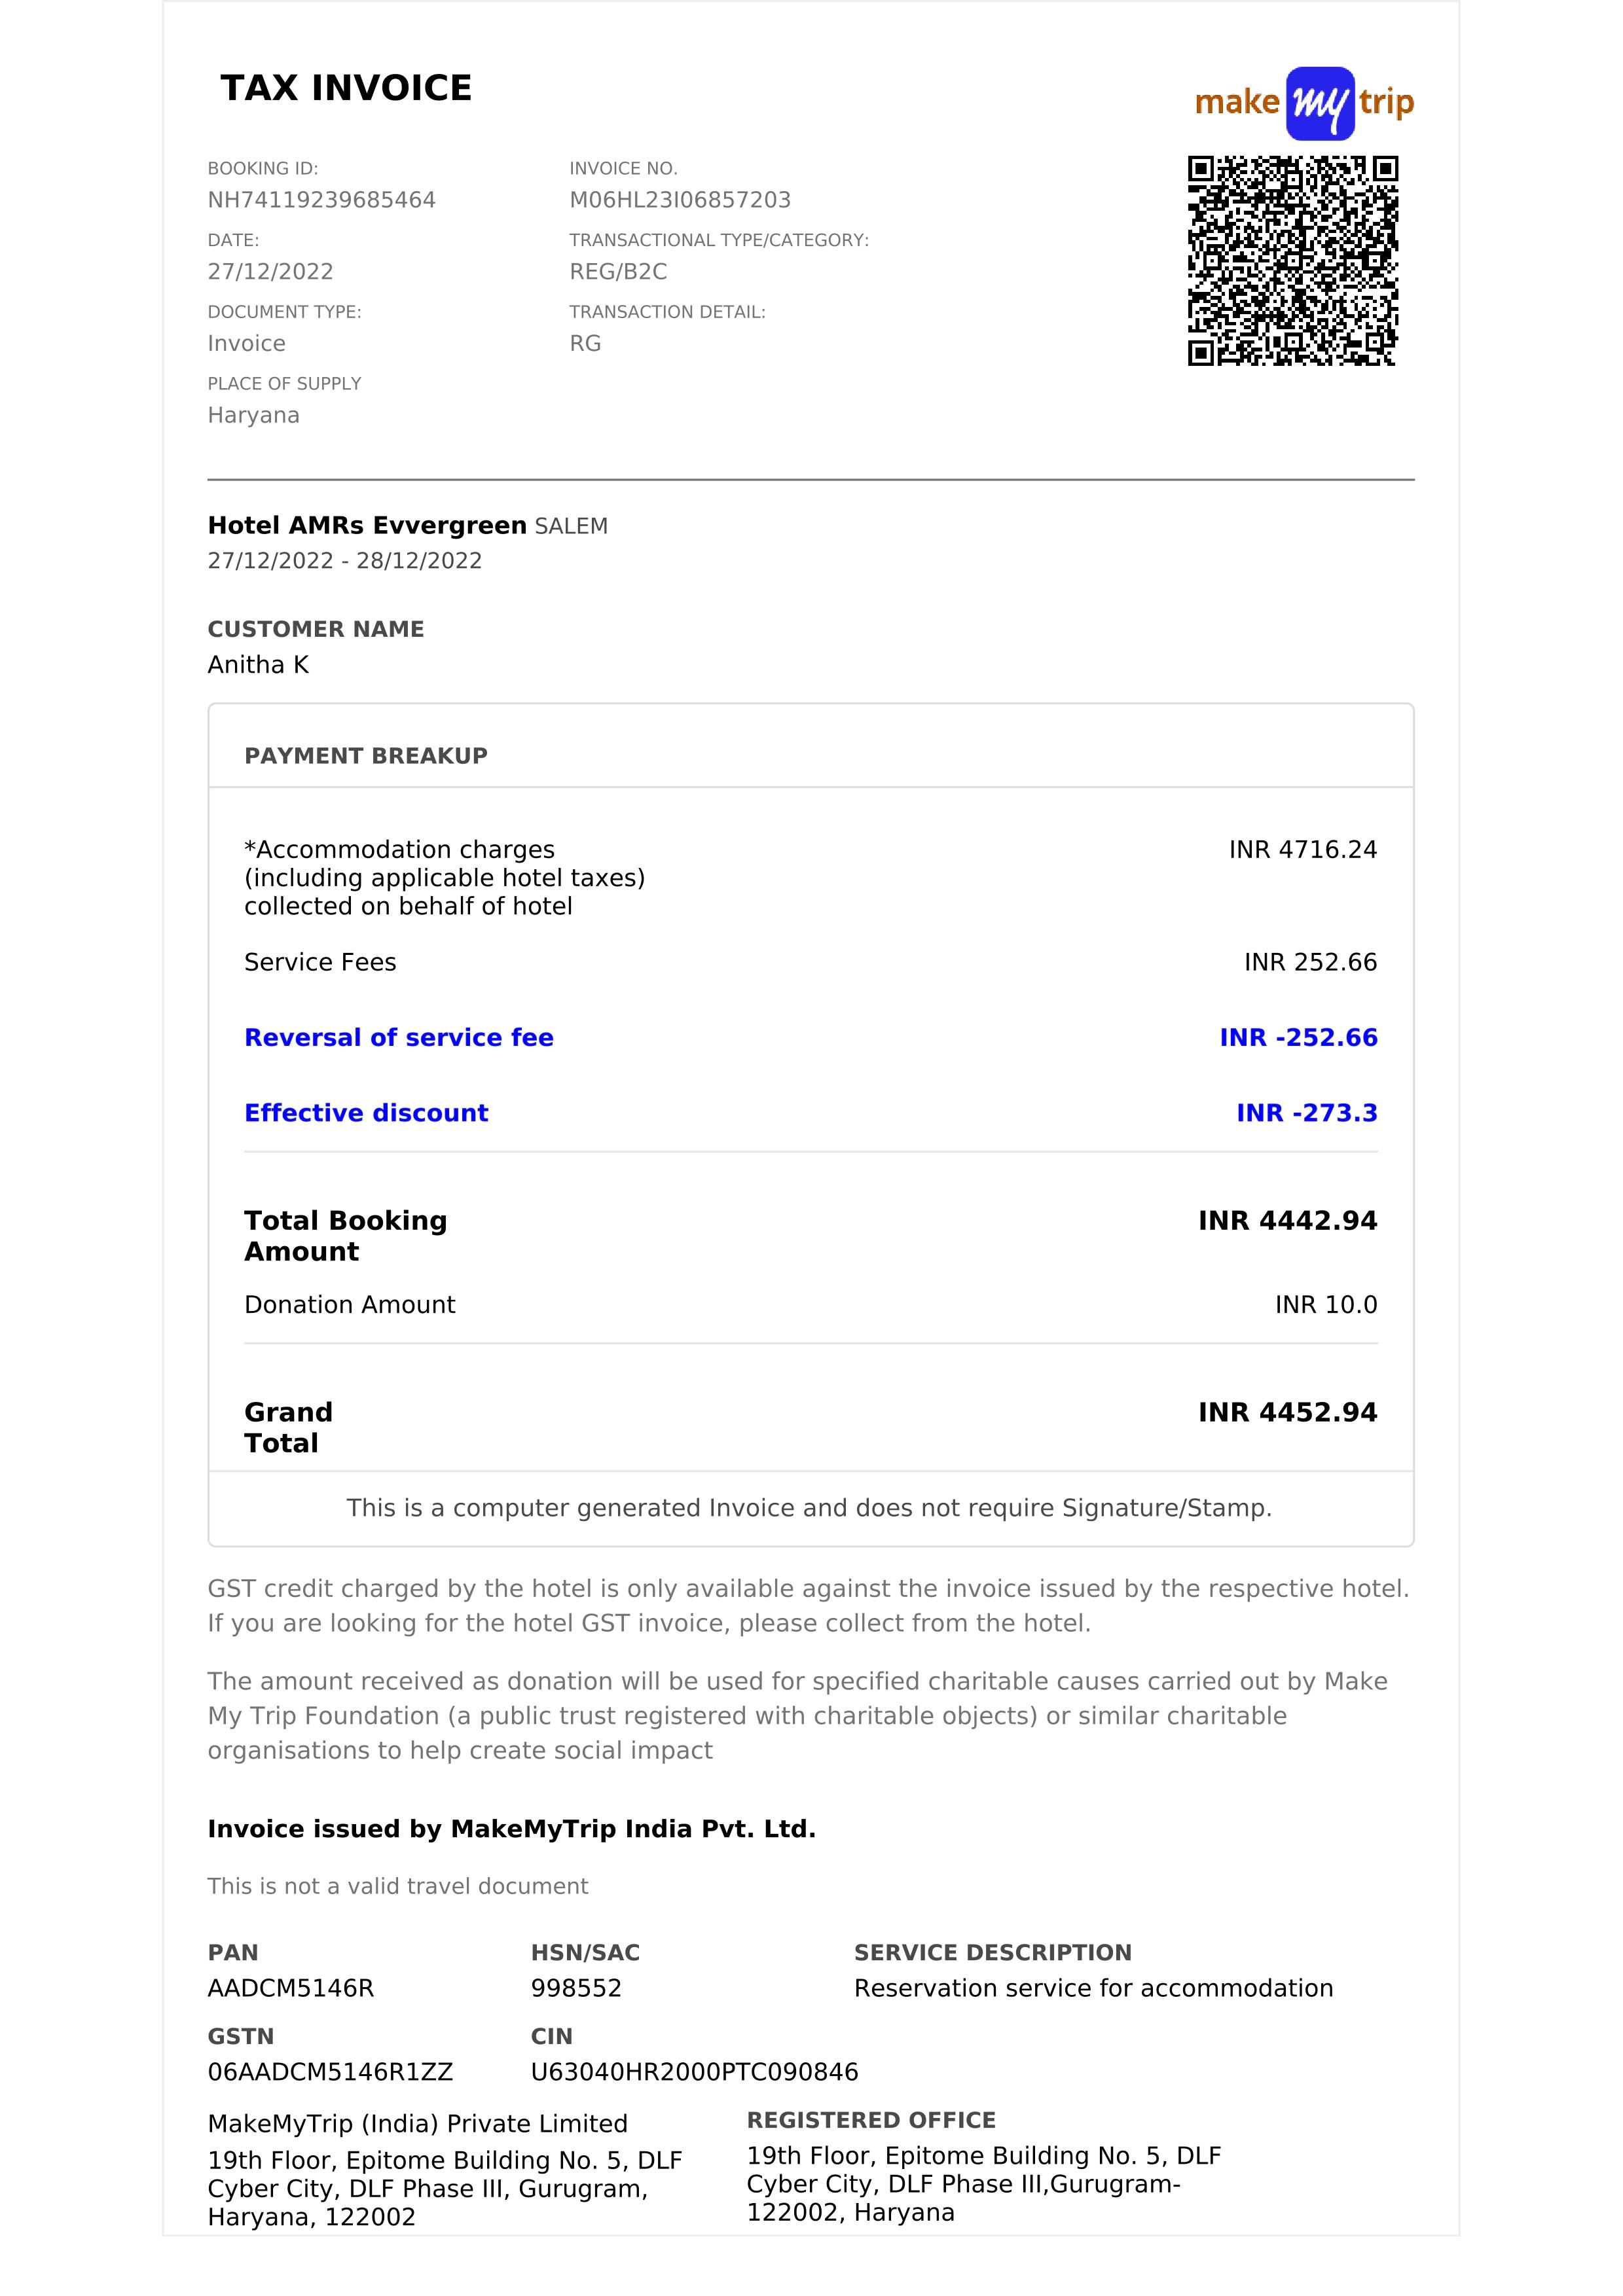 TAX INVOICE
make my trip
BOOKING ID:
NH74119239685464
INVOICE NO.
M06HL23I06857203
DATE:
27/12/2022
TRANSACTIONAL TYPE/CATEGORY:
REG/B2C
DOCUMENT TYPE:
Invoice
TRANSACTION DETAIL:
RG
PLACE OF SUPPLY
Haryana
Hotel AMRs Evvergreen SALEM
27/12/2022 - 28/12/2022
CUSTOMER NAME
Anitha K
PAYMENT BREAKUP
*Accommodation charges INR 4716.24
(including applicable hotel taxes)
collected on behalf of hotel
Service Fees INR 252.66
Reversal of service fee INR -252.66
Effective discount INR -273.3
Total Booking INR 4442.94
Amount
Donation Amount INR 10.0
Grand INR 4452.94
Total
This is a computer generated Invoice and does not require Signature/Stamp.
GST credit charged by the hotel is only available against the invoice issued by the respective hotel.
If you are looking for the hotel GST invoice, please collect from the hotel.
The amount received as donation will be used for specified charitable causes carried out by Make
My Trip Foundation (a public trust registered with charitable objects) or similar charitable
organisations to help create social impact
Invoice issued by MakeMyTrip India Pvt. Ltd.
This is not a valid travel document
PAN
AADCM5146R
HSN/SAC
998552
SERVICE DESCRIPTION
Reservation service for accommodation
GSTN
06AADCM5146R1ZZ
CIN
U63040HR2000PTC090846
MakeMyTrip (India) Private Limited
19th Floor, Epitome Building No. 5, DLF
Cyber City, DLF Phase III, Gurugram,
Haryana, 122002
REGISTERED OFFICE
19th Floor, Epitome Building No. 5, DLF
Cyber City, DLF Phase III,Gurugram-
122002, Haryana